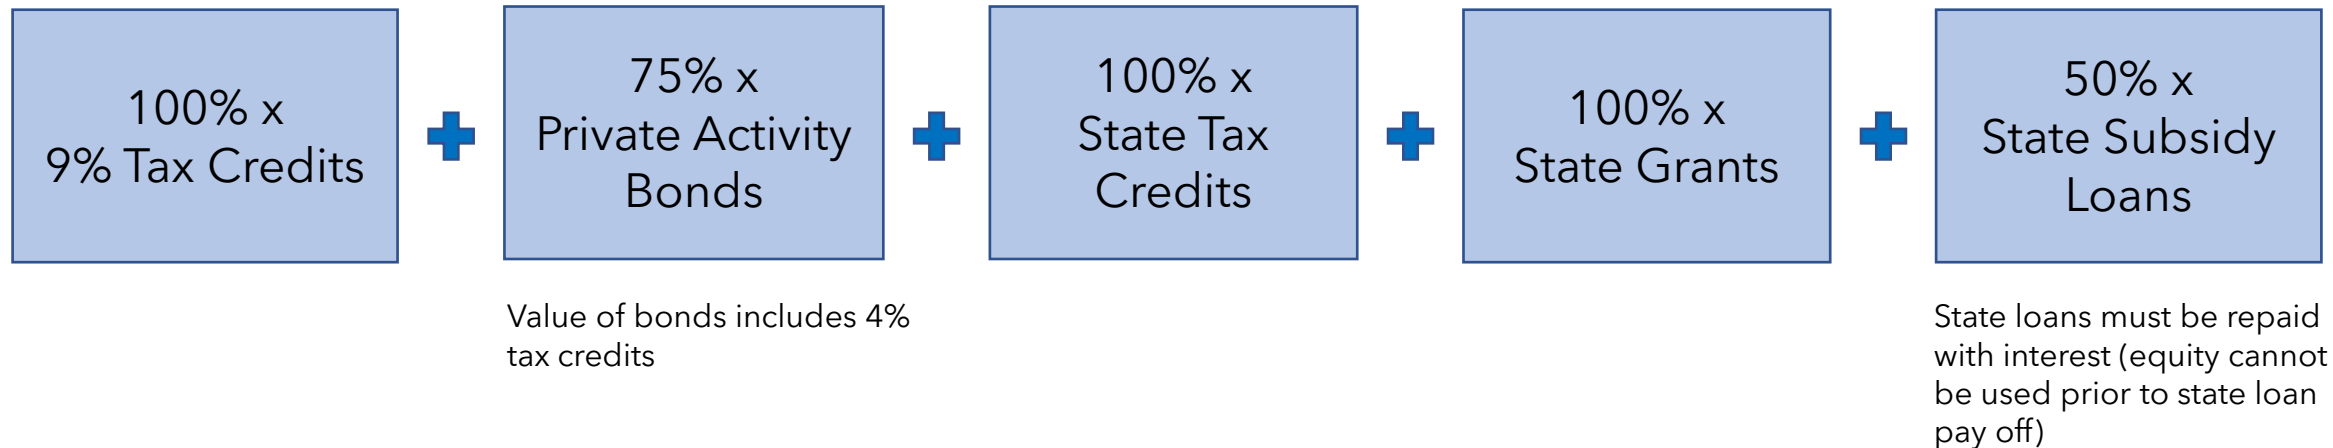 100% x
9% Tax Credits
75% x
Private Activity
Bonds
100% x
State Tax
Credits
100% x
State Grants
50% x
State Subsidy
Loans
Value of bonds includes 4%
tax credits
State loans must be repaid
with interest (equity cannot
be used prior to state loan
pay off)